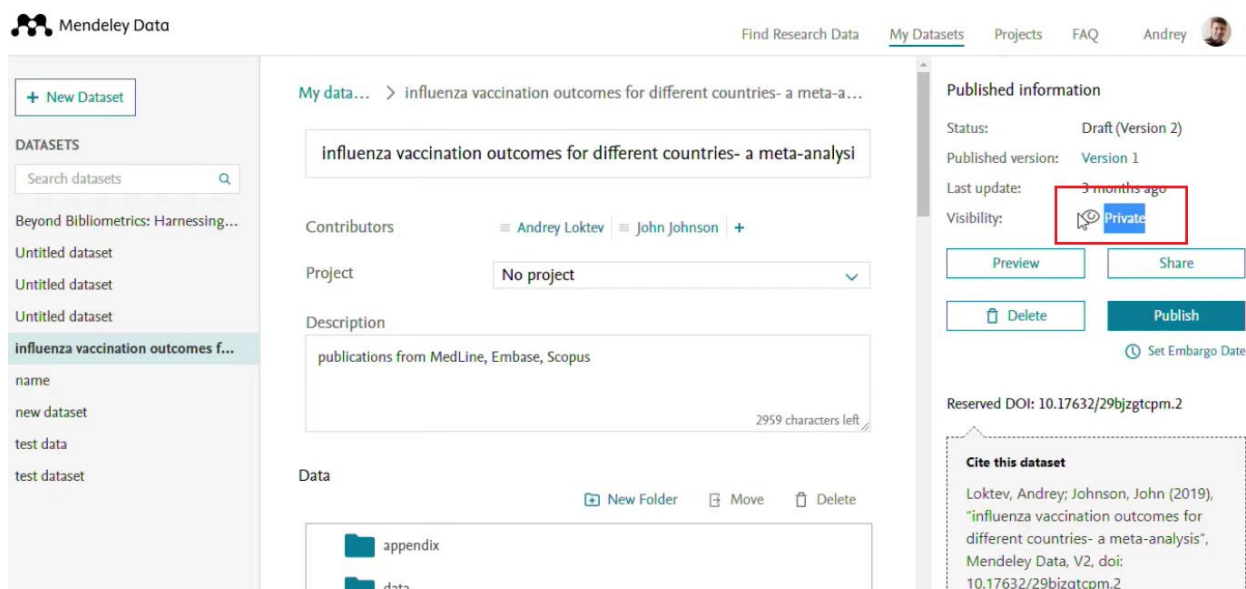 Mendeley Data
Find Research Data My Datasets Projects FAQ Andrey
+ New Dataset
DATASETS
Search datasets
Beyond Bibliometrics: Harnessing...
Untitled dataset
Untitled dataset
Untitled dataset
influenza vaccination outcomes f...
name
new dataset
test data
test dataset
My data... > influenza vaccination outcomes for different countries- a meta-a...
influenza vaccination outcomes for different countries- a meta-analysi
Contributors Andrey Loktev John Johnson +
Project No project
Description
publications from MedLine, Embase, Scopus
2959 characters left
Data
New Folder Move Delete
appendix
data
Published information
Status: Draft (Version 2)
Published version: Version 1
Last update: 3 months ago
Visibility: Private
Preview Share
Delete Publish
Set Embargo Date
Reserved DOI: 10.17632/29bjzgtcpm.2
Cite this dataset
Loktev, Andrey; Johnson, John (2019),
"influenza vaccination outcomes for
different countries- a meta-analysis",
Mendeley Data, V2, doi:
10.17632/29bjzgtcpm.2